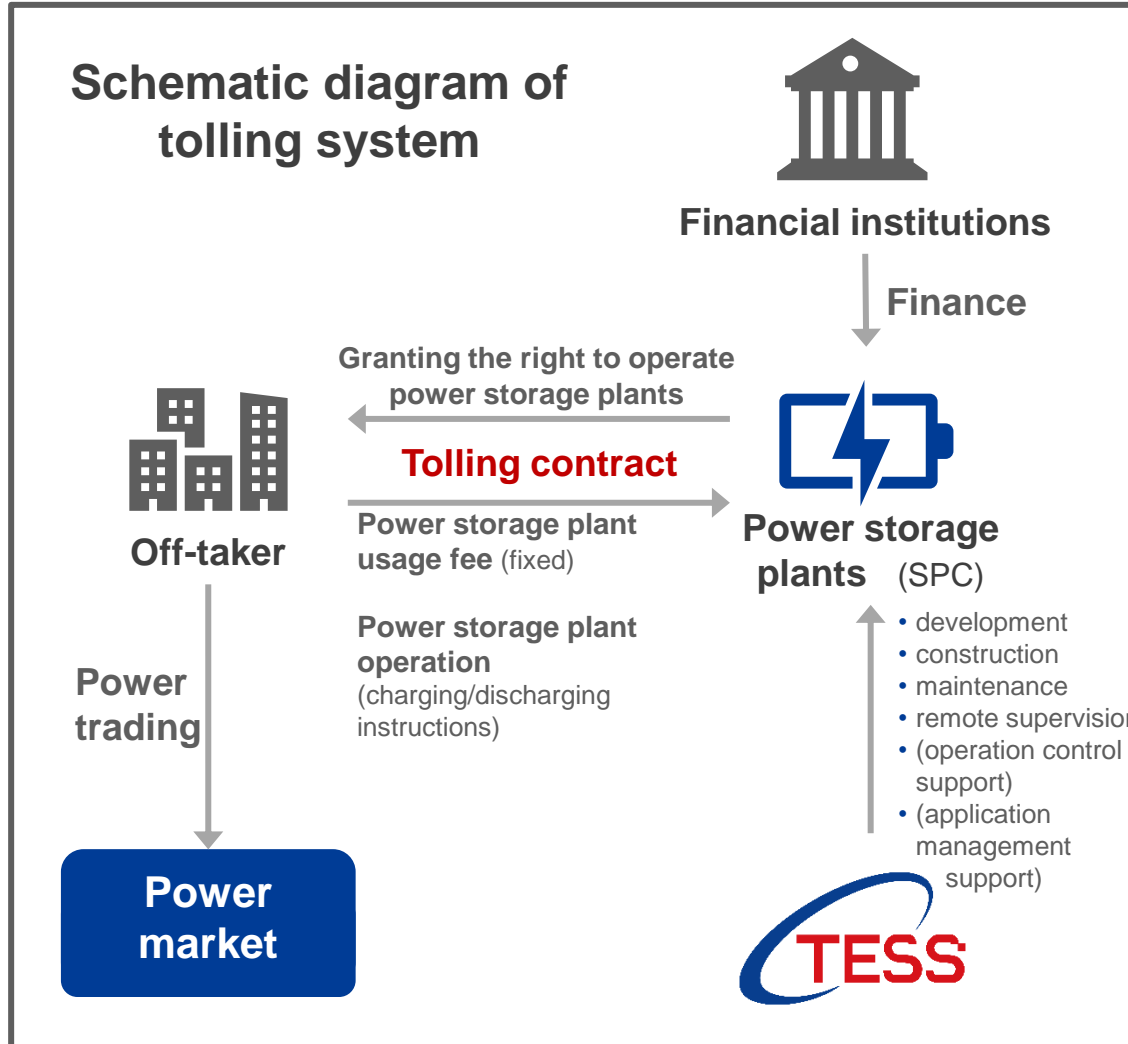 Schematic diagram of
tolling system
Financial institutions
Finance
Granting the right to operate
power storage plants
Tolling contract
Off-taker
Power storage plant
usage fee (fixed)
Power storage plant
operation
(charging/discharging
instructions)
Power storage
plants (SPC)
• development
• construction
• maintenance
• remote supervision
• (operation control
support)
• (application
management
support)
Power
trading
Power
market
TESS